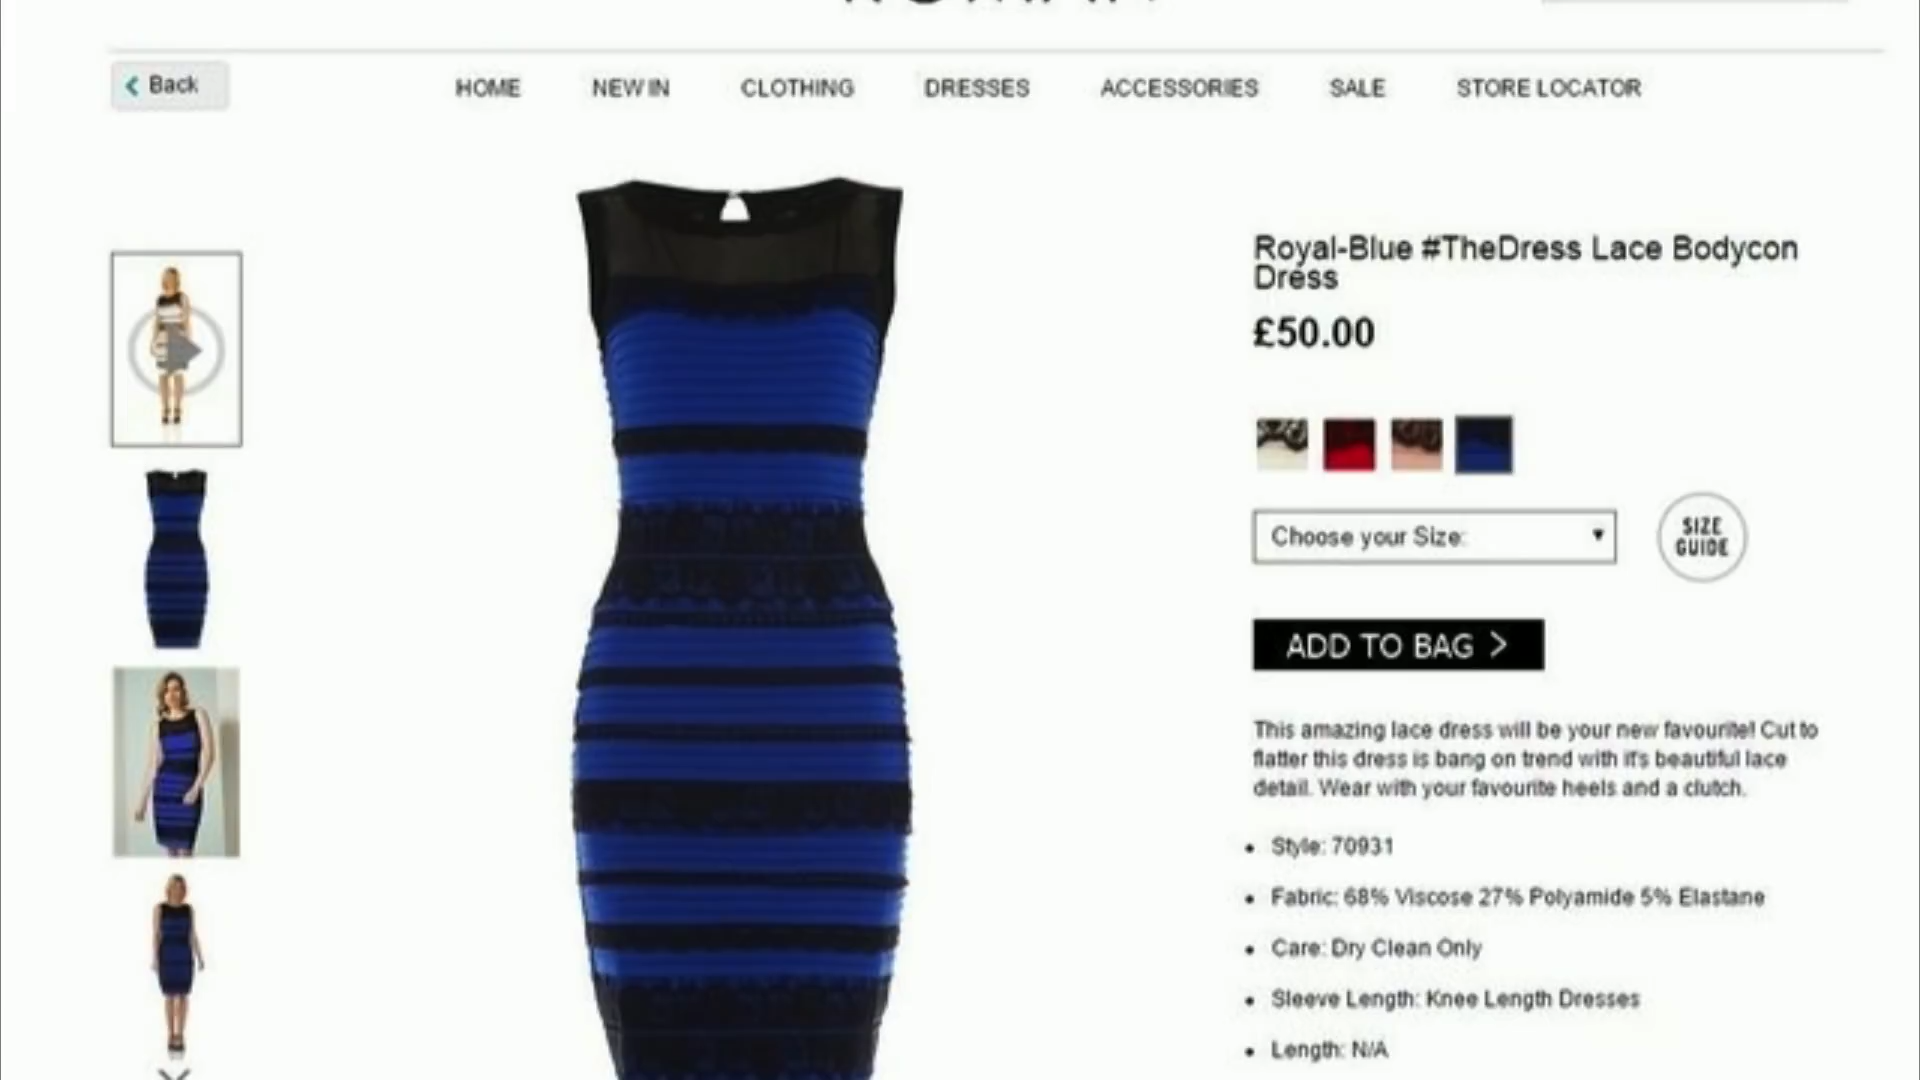 Back
HOME NEW IN CLOTHING DRESSES ACCESSORIES SALE STORE LOCATOR
Royal-Blue #TheDress Lace Bodycon
Dress
£50.00
Choose your Size:
SIZE
GUIDE
ADD TO BAG >
This amazing lace dress will be your new favourite! Cut to
flatter this dress is bang on trend with it's beautiful lace
detail. Wear with your favourite heels and a clutch.
• Style: 70931
• Fabric: 68% Viscose 27% Polyamide 5% Elastane
• Care: Dry Clean Only
• Sleeve Length: Knee Length Dresses
• Length: N/A